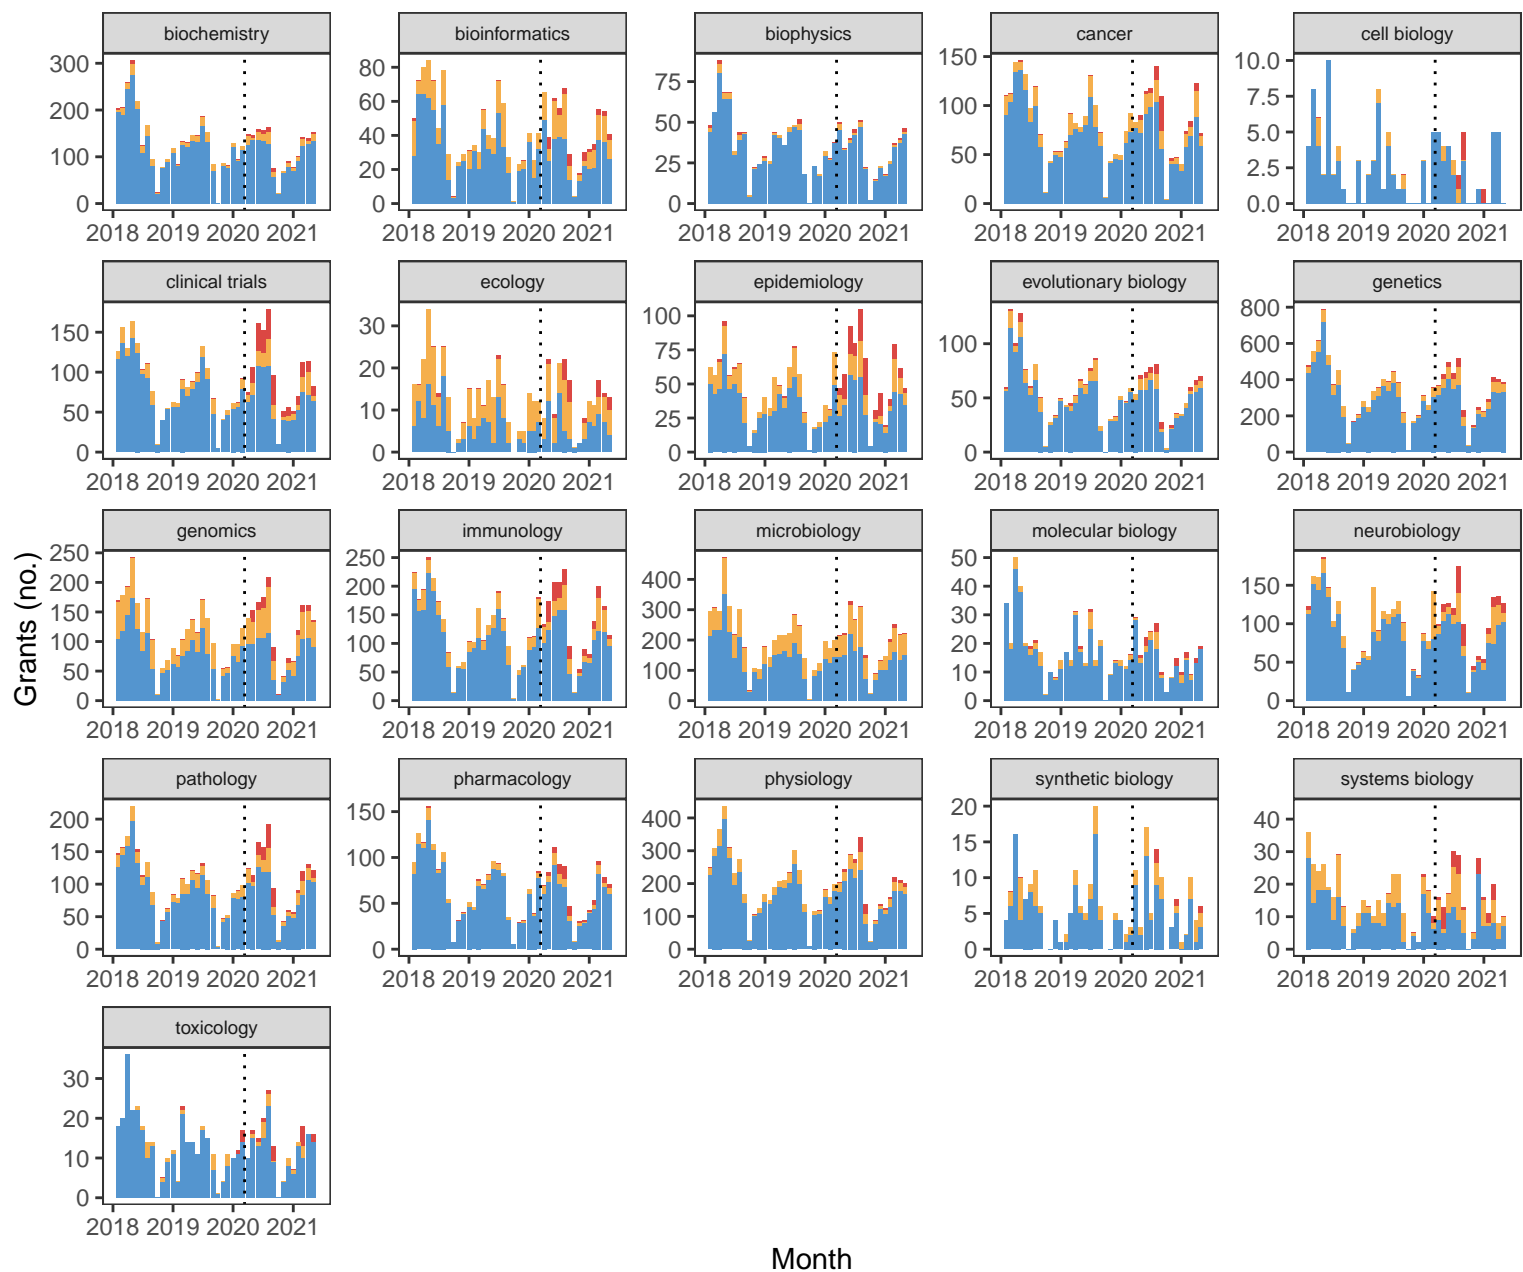 biochemistry
bioinformatics
biophysics
cancer
cell biology
300
200
100
0
80
60
40
20
0
75
50
25
0
150
100
50
0
10.0
7.5
5.0
2.5
0.0
2018 2019 2020 2021
2018 2019 2020 2021
2018 2019 2020 2021
2018 2019 2020 2021
2018 2019 2020 2021
clinical trials
ecology
epidemiology
evolutionary biology
genetics
150
100
50
0
30
20
10
0
100
75
50
25
0
100
50
0
800
600
400
200
0
2018 2019 2020 2021
2018 2019 2020 2021
2018 2019 2020 2021
2018 2019 2020 2021
2018 2019 2020 2021
Grants (no.)
genomics
immunology
microbiology
molecular biology
neurobiology
250
200
150
100
50
0
250
200
150
100
50
0
400
300
200
100
0
50
40
30
20
10
0
150
100
50
0
2018 2019 2020 2021
2018 2019 2020 2021
2018 2019 2020 2021
2018 2019 2020 2021
2018 2019 2020 2021
pathology
pharmacology
physiology
synthetic biology
systems biology
200
150
100
50
0
150
100
50
0
400
300
200
100
0
20
15
10
5
0
40
30
20
10
0
2018 2019 2020 2021
2018 2019 2020 2021
2018 2019 2020 2021
2018 2019 2020 2021
2018 2019 2020 2021
toxicology
30
20
10
0
2018 2019 2020 2021
Month